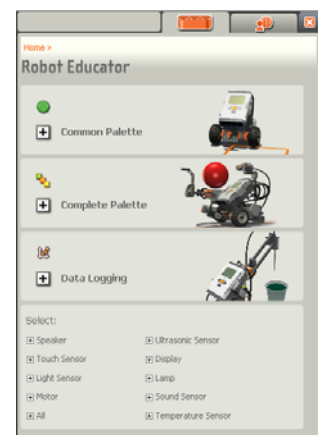 Home »
Robot Educator
Common Palette
Complete Palette
Data Logging
Select:
Speaker
Ultrasonic Sensor
Touch Sensor
Display
Light Sensor
Lamp
Motor
Sound Sensor
All
Temperature Sensor